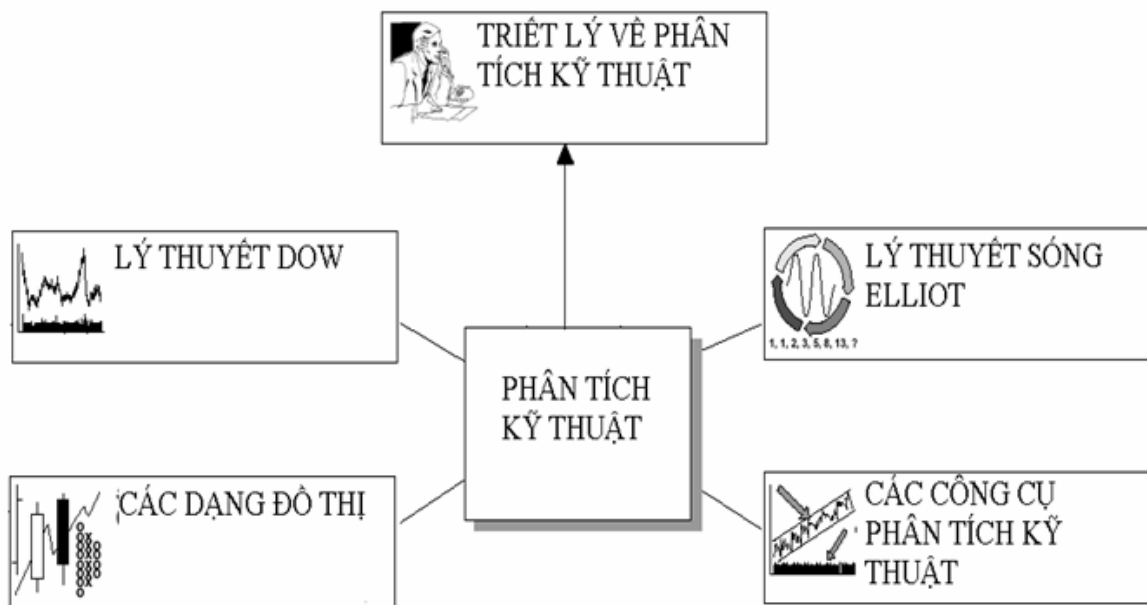 TRIẾT LÝ VỀ PHÂN
TÍCH KỸ THUẬT
LÝ THUYẾT DOW
LÝ THUYẾT SÓNG
ELLIOT
1, 1, 2, 3, 5, 8, 13, ?
PHÂN TÍCH
KỸ THUẬT
CÁC DẠNG ĐỒ THỊ
CÁC CÔNG CỤ
PHÂN TÍCH KỸ
THUẬT